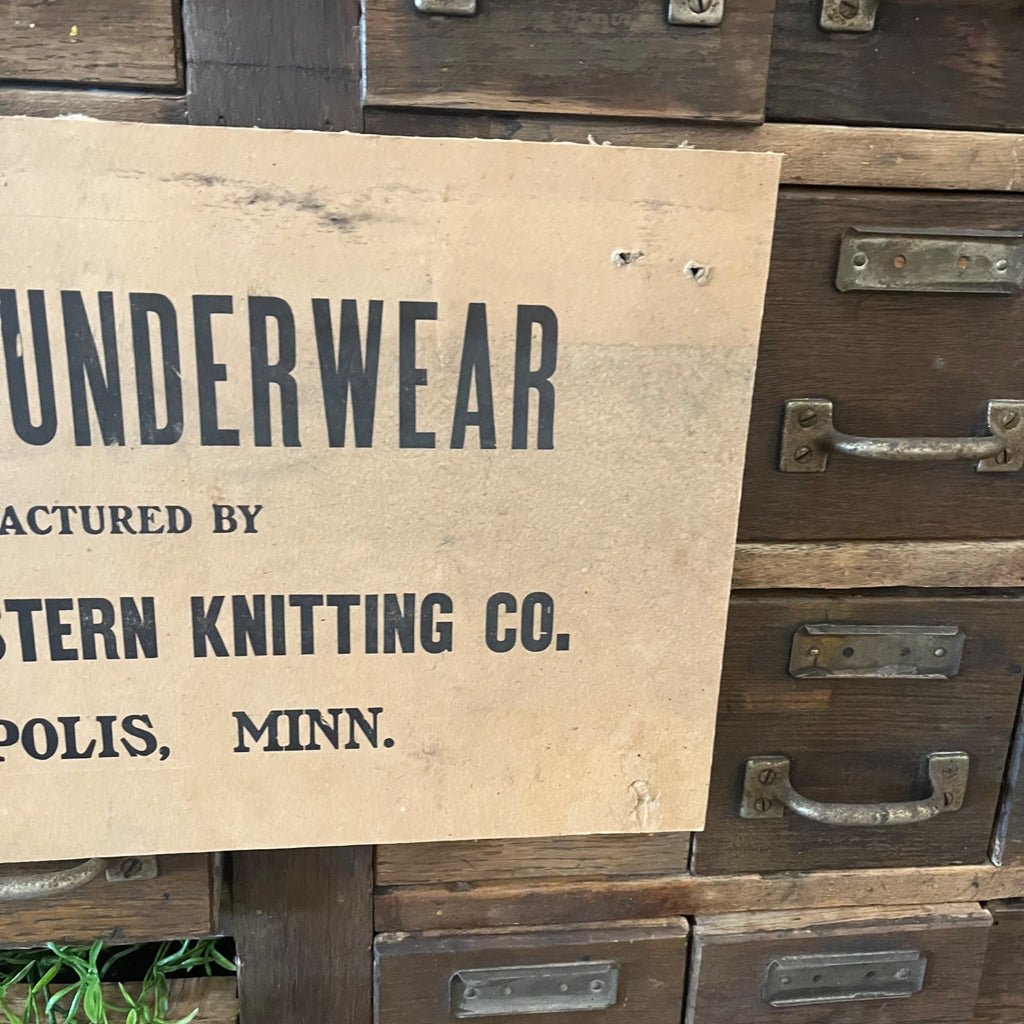 UNDERWEAR
ACTURED BY
STERN KNITTING CO.
POLIS, MINN.